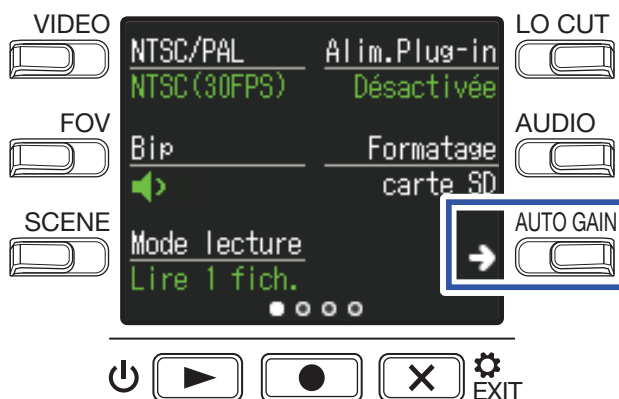 VIDEO
LO CUT
NTSC/PAL
Alim.Plug-in
NTSC(30FPS)
Désactivée
FOV
AUDIO
Bip
Formatage
carte SD
SCENE
AUTO GAIN
Mode lecture
Lire 1 fich.
EXIT